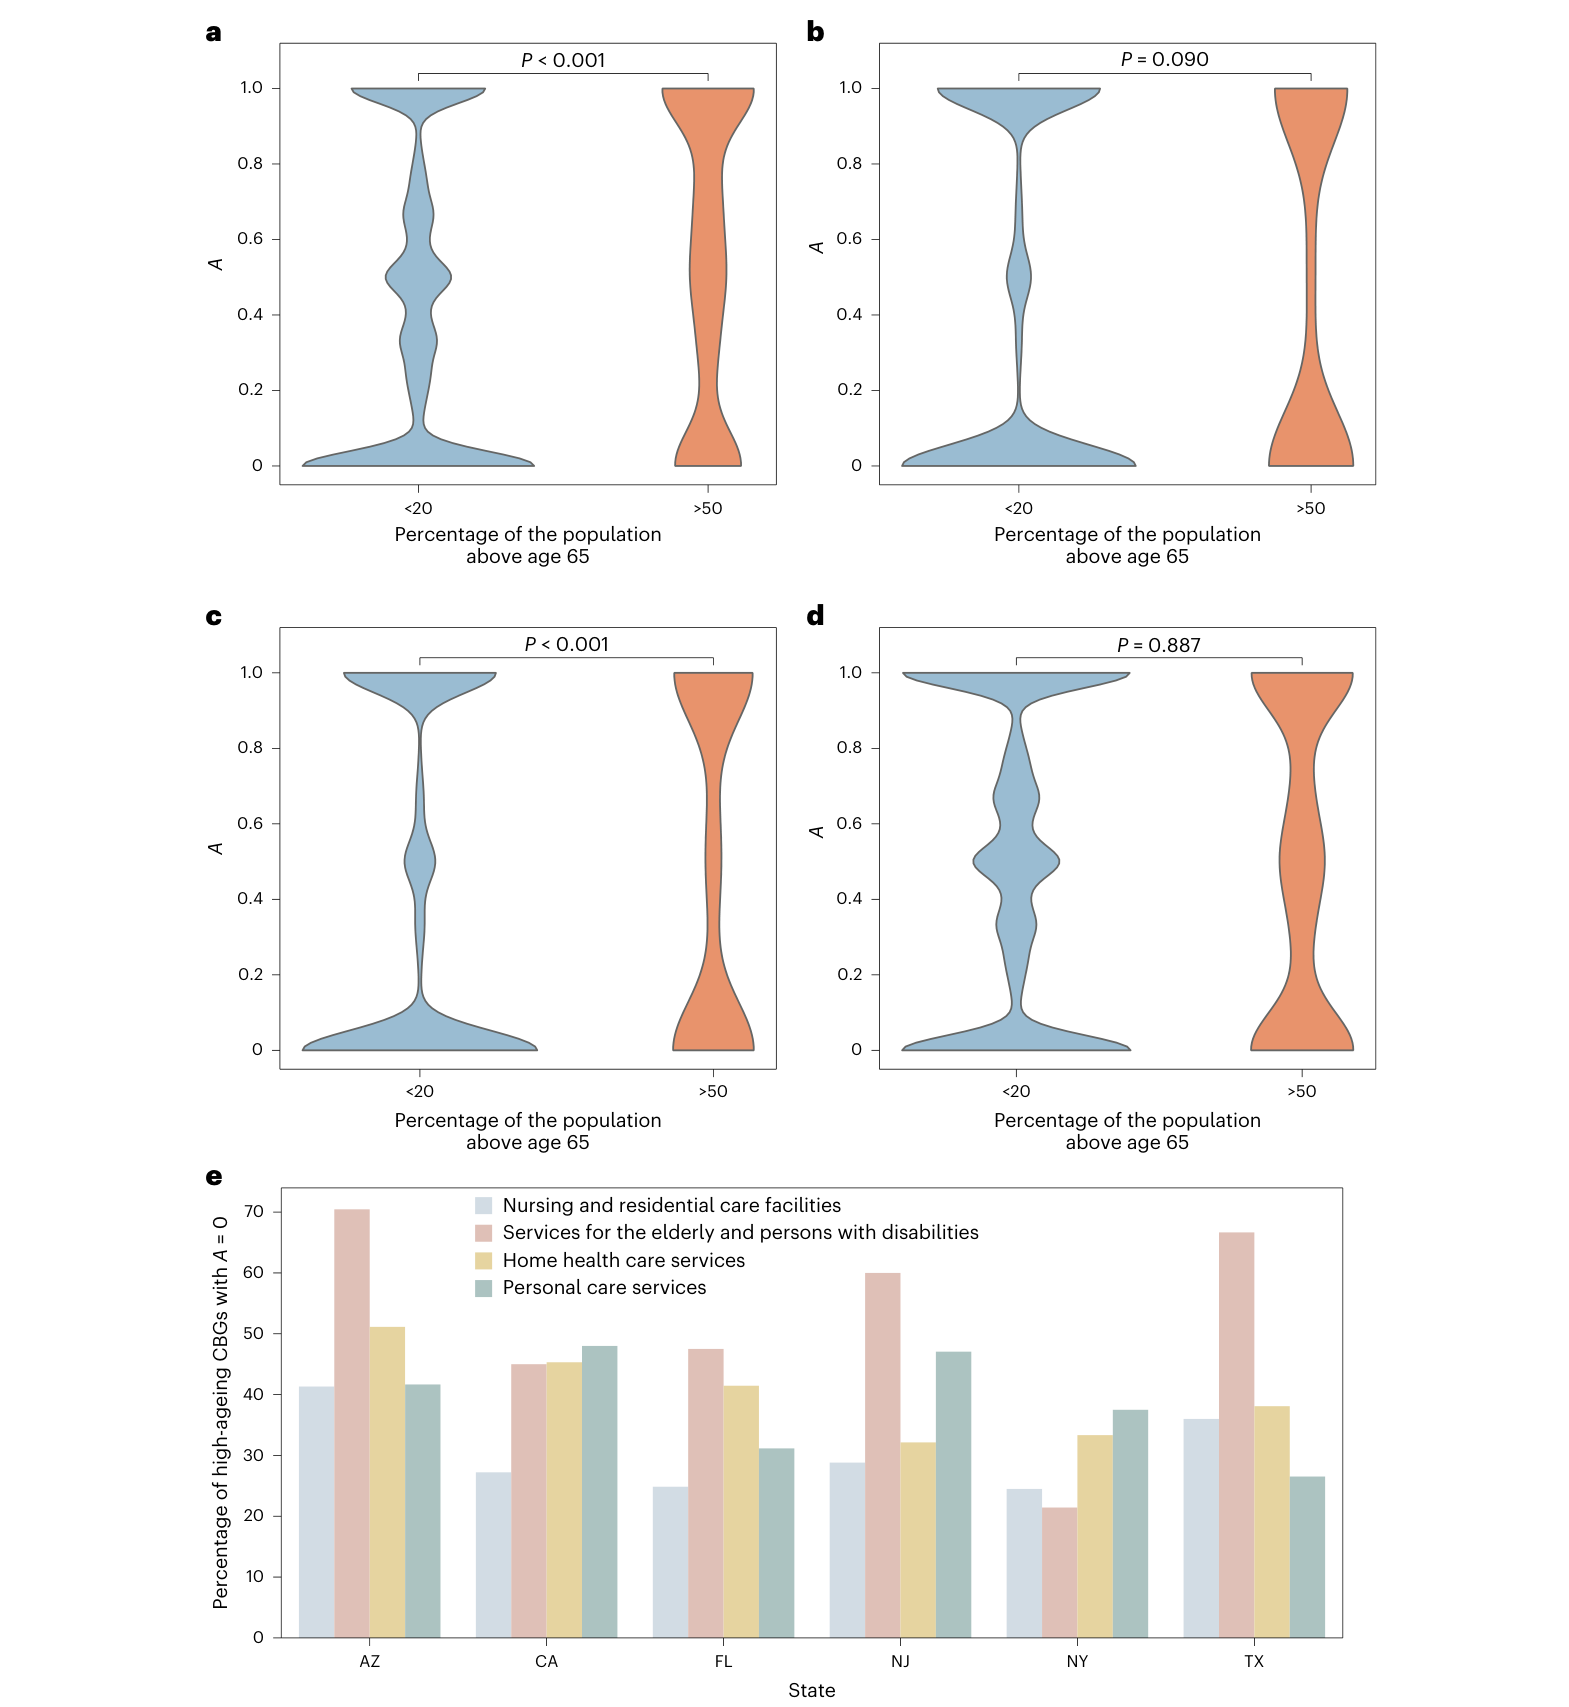 a
P < 0.001
1.0
0.8
0.6
0.4
0.2
0
A
<20
>50
Percentage of the population
above age 65
b
P = 0.090
1.0
0.8
0.6
0.4
0.2
0
A
<20
>50
Percentage of the population
above age 65
c
P < 0.001
1.0
0.8
0.6
0.4
0.2
0
A
<20
>50
Percentage of the population
above age 65
d
P = 0.887
1.0
0.8
0.6
0.4
0.2
0
A
<20
>50
Percentage of the population
above age 65
e
Percentage of high-ageing CBGs with A = 0
70
60
50
40
30
20
10
0
Nursing and residential care facilities
Services for the elderly and persons with disabilities
Home health care services
Personal care services
AZ
CA
FL
NJ
NY
TX
State